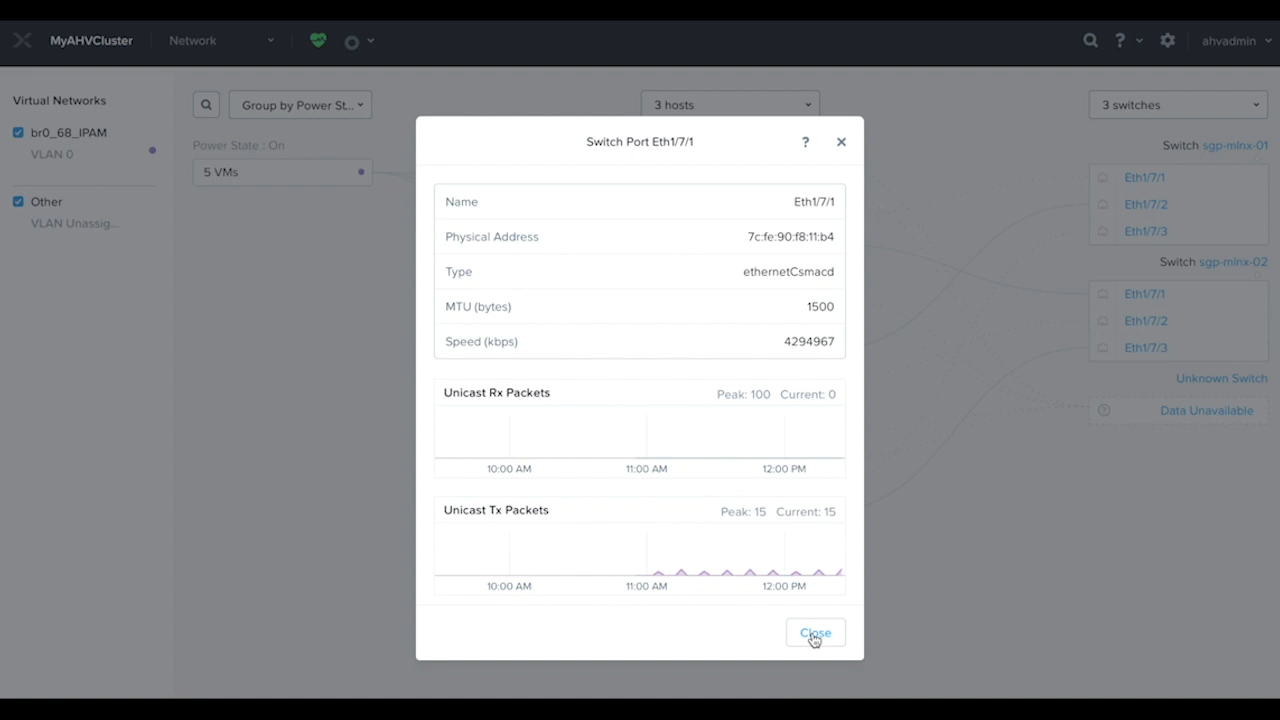 MyAHVCluster
Network
?
ahvadmin
Virtual Networks
br0_68_IPAM
VLAN 0
Other
VLAN Unassig...
Group by Power St...
Power State : On
5 VMs
3 hosts
3 switches
Switch sgp-mlnx-01
Eth1/7/1
Eth1/7/2
Eth1/7/3
Switch sgp-mlnx-02
Eth1/7/1
Eth1/7/2
Eth1/7/3
Unknown Switch
? Data Unavailable
Switch Port Eth1/7/1
?
Name Eth1/7/1
Physical Address 7c:fe:90:f8:11:b4
Type ethernetCsmacd
MTU (bytes) 1500
Speed (kbps) 4294967
Unicast Rx Packets Peak: 100 Current: 0
10:00 AM 11:00 AM 12:00 PM
Unicast Tx Packets Peak: 15 Current: 15
10:00 AM 11:00 AM 12:00 PM
Close